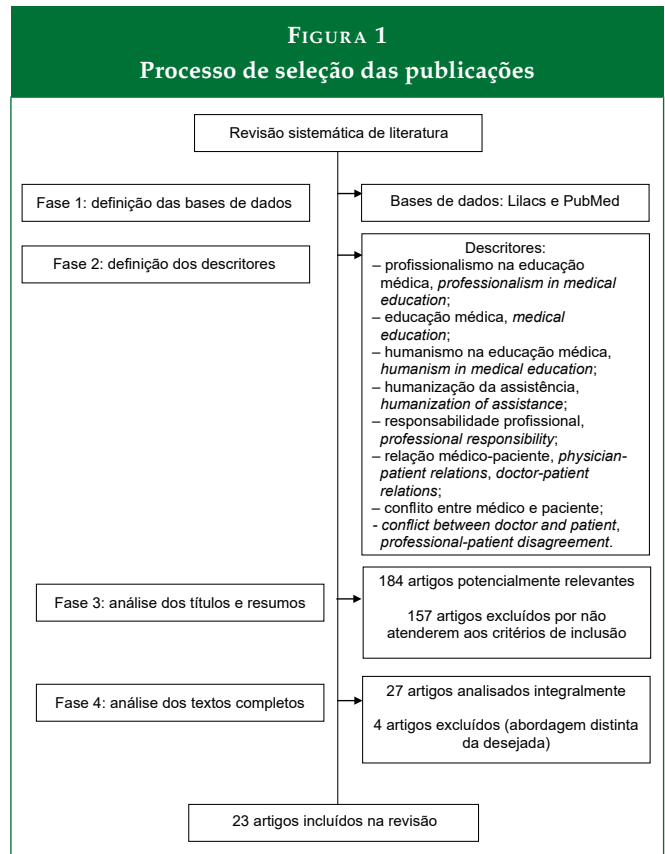 FIGURA 1
Processo de seleção das publicações
Revisão sistemática de literatura
Fase 1: definição das bases de dados
Bases de dados: Lilacs e PubMed
Fase 2: definição dos descritores
Descritores:
– profissionalismo na educação
médica, professionalism in medical
education;
– educação médica, medical
education;
– humanismo na educação médica,
humanism in medical education;
– humanização da assistência,
humanization of assistance;
– responsabilidade profissional,
professional responsibility;
– relação médico-paciente, physician-
patient relations, doctor-patient
relations;
– conflito entre médico e paciente;
- conflict between doctor and patient,
professional-patient disagreement.
Fase 3: análise dos títulos e resumos
184 artigos potencialmente relevantes
157 artigos excluídos por não
atenderem aos critérios de inclusão
Fase 4: análise dos textos completos
27 artigos analisados integralmente
4 artigos excluídos (abordagem distinta
da desejada)
23 artigos incluídos na revisão